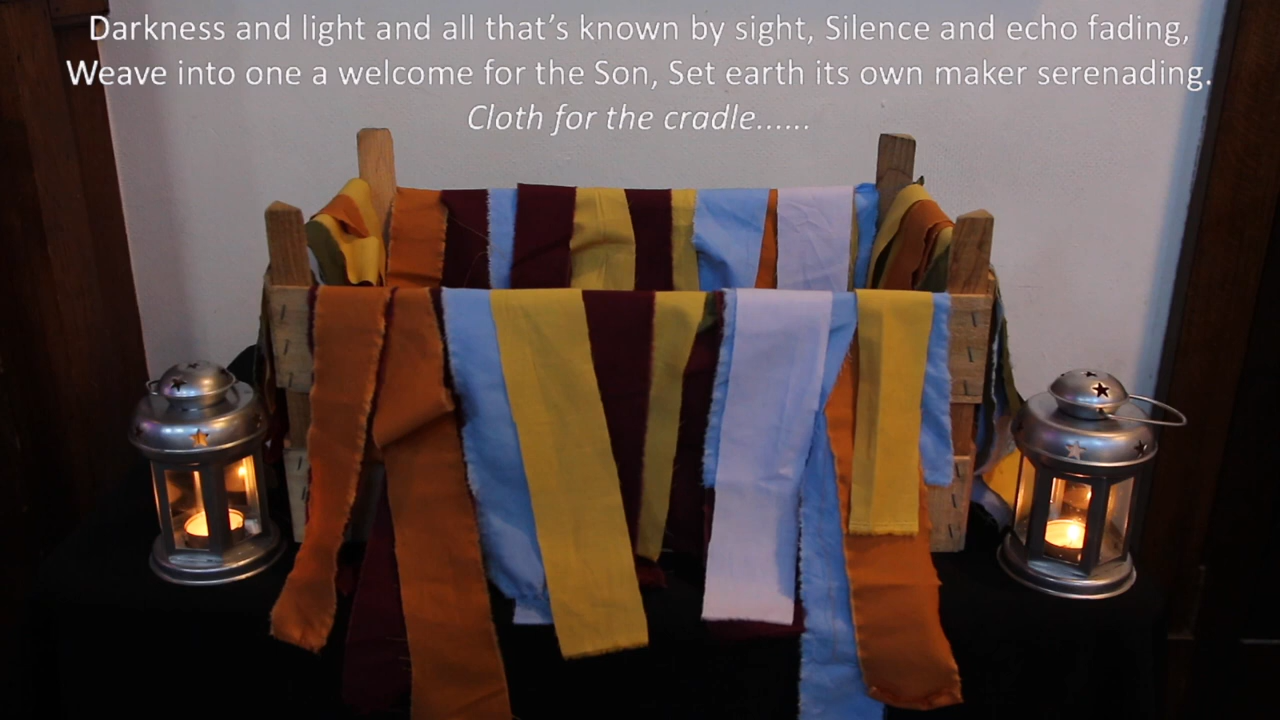 Darkness and light and all that’s known by sight, Silence and echo fading,
Weave into one a welcome for the Son, Set earth its own maker serenading.
Cloth for the cradle......